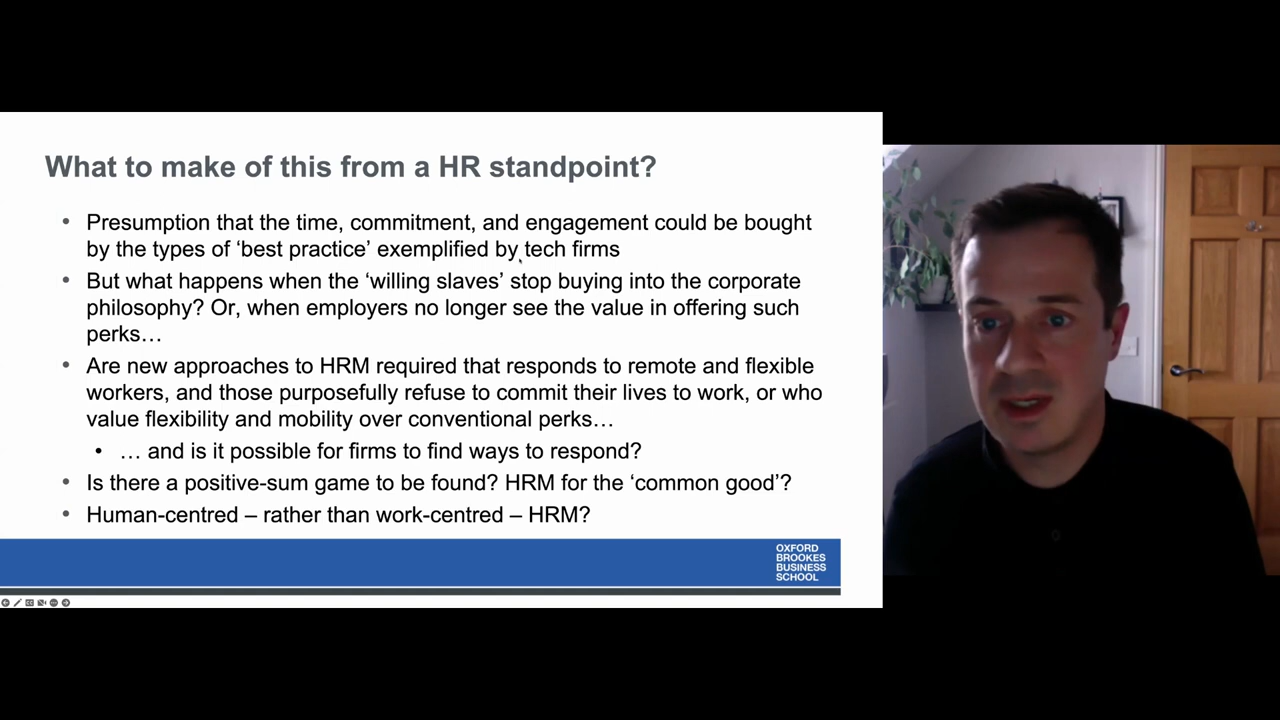 What to make of this from a HR standpoint?
• Presumption that the time, commitment, and engagement could be bought
by the types of ‘best practice’ exemplified by tech firms
• But what happens when the ‘willing slaves’ stop buying into the corporate
philosophy? Or, when employers no longer see the value in offering such
perks…
• Are new approaches to HRM required that responds to remote and flexible
workers, and those purposefully refuse to commit their lives to work, or who
value flexibility and mobility over conventional perks…
• … and is it possible for firms to find ways to respond?
• Is there a positive-sum game to be found? HRM for the ‘common good’?
• Human-centred – rather than work-centred – HRM?
OXFORD
BROOKES
BUSINESS
SCHOOL